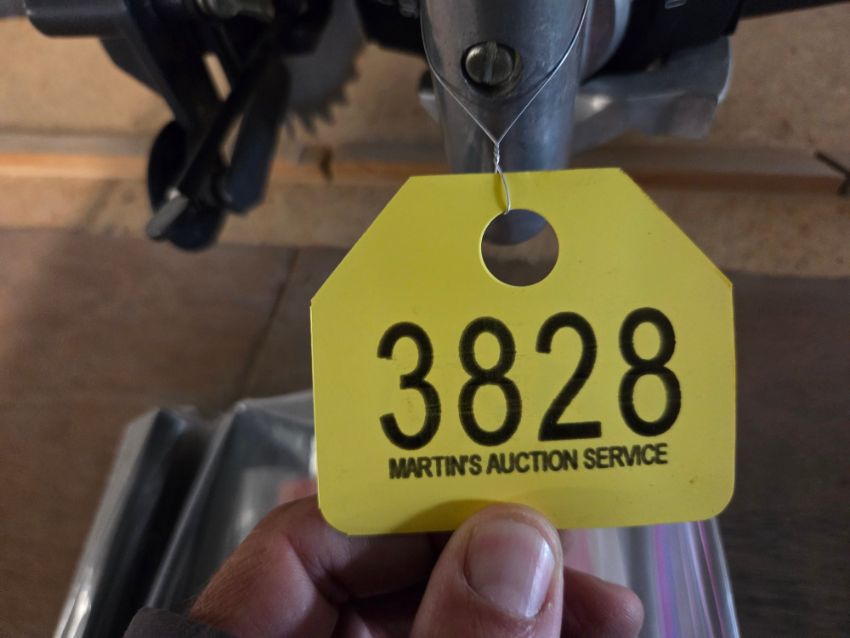 3828
MARTIN'S AUCTION SERVICE